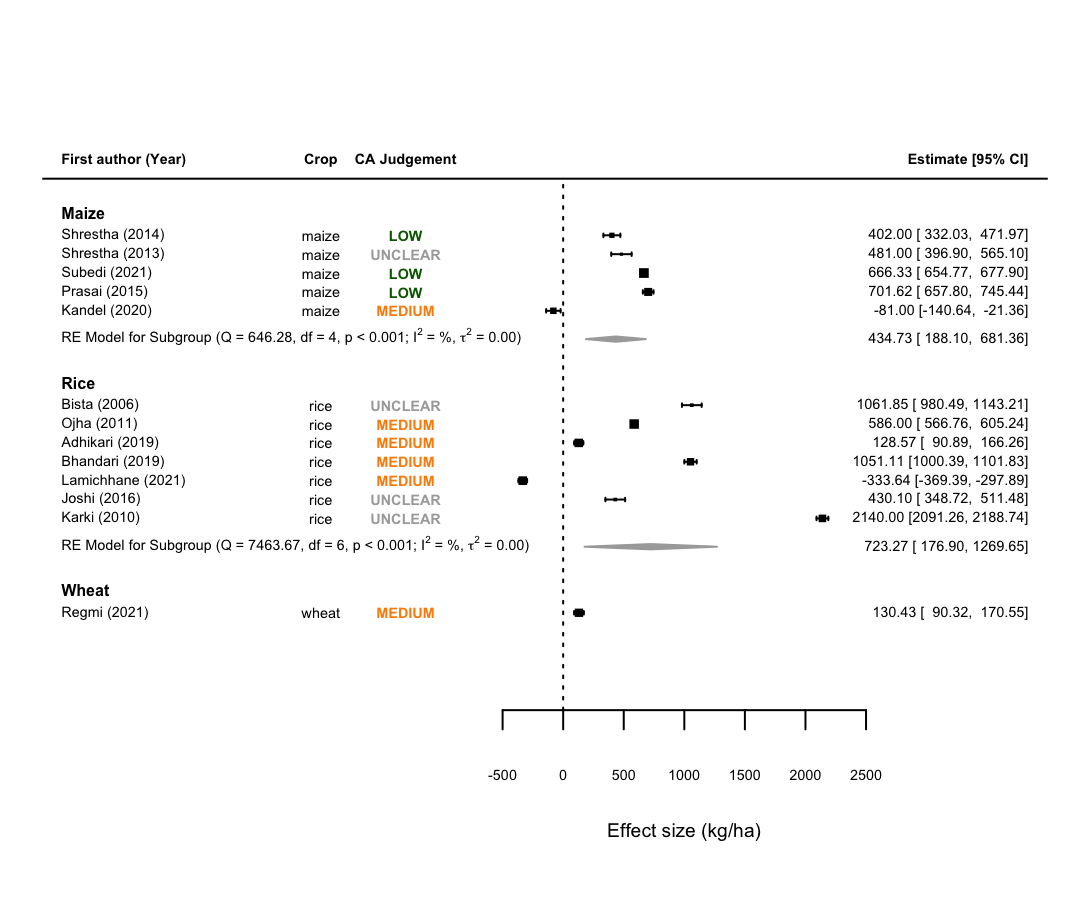 First author (Year) Crop CA Judgement Estimate [95% CI]
Maize
Shrestha (2014) maize LOW 402.00 [ 332.03, 471.97]
Shrestha (2013) maize UNCLEAR 481.00 [ 396.90, 565.10]
Subedi (2021) maize LOW 666.33 [ 654.77, 677.90]
Prasai (2015) maize LOW 701.62 [ 657.80, 745.44]
Kandel (2020) maize MEDIUM -81.00 [-140.64, -21.36]
RE Model for Subgroup (Q = 646.28, df = 4, p < 0.001; I² = %, τ² = 0.00) 434.73 [ 188.10, 681.36]
Rice
Bista (2006) rice UNCLEAR 1061.85 [ 980.49, 1143.21]
Ojha (2011) rice MEDIUM 586.00 [ 566.76, 605.24]
Adhikari (2019) rice MEDIUM 128.57 [ 90.89, 166.26]
Bhandari (2019) rice MEDIUM 1051.11 [1000.39, 1101.83]
Lamichhane (2021) rice MEDIUM -333.64 [-369.39, -297.89]
Joshi (2016) rice UNCLEAR 430.10 [ 348.72, 511.48]
Karki (2010) rice UNCLEAR 2140.00 [2091.26, 2188.74]
RE Model for Subgroup (Q = 7463.67, df = 6, p < 0.001; I² = %, τ² = 0.00) 723.27 [ 176.90, 1269.65]
Wheat
Regmi (2021) wheat MEDIUM 130.43 [ 90.32, 170.55]
-500 0 500 1000 1500 2000 2500
Effect size (kg/ha)